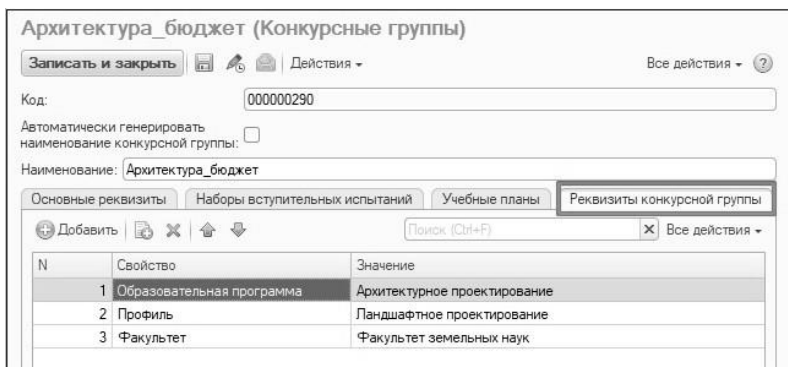 Архитектура_бюджет (Конкурсные группы)
Записать и закрыть Действия Все действия ?
Код: 000000290
Автоматически генерировать
наименование конкурсной группы:
Наименование: Архитектура_бюджет
Основные реквизиты Наборы вступительных испытаний Учебные планы Реквизиты конкурсной группы
Добавить Поиск (Ctrl+F) Все действия
N Свойство Значение
1 Образовательная программа Архитектурное проектирование
2 Профиль Ландшафтное проектирование
3 Факультет Факультет земельных наук